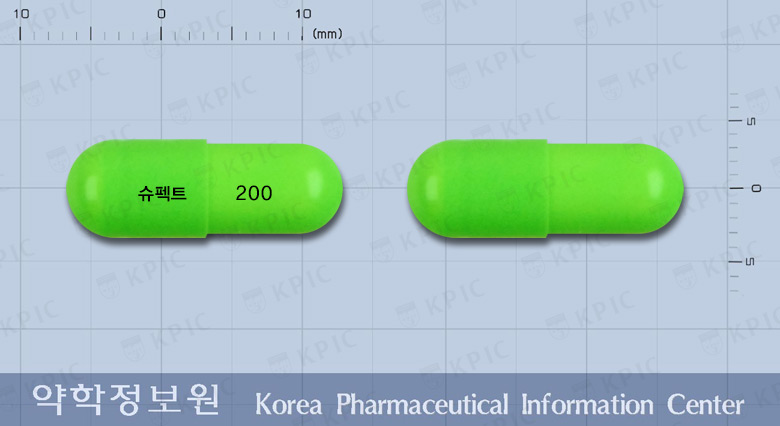 10 0 10
(mm)
5
0
5
슈펙트 200
KPIC
약학정보원 Korea Pharmaceutical Information Center